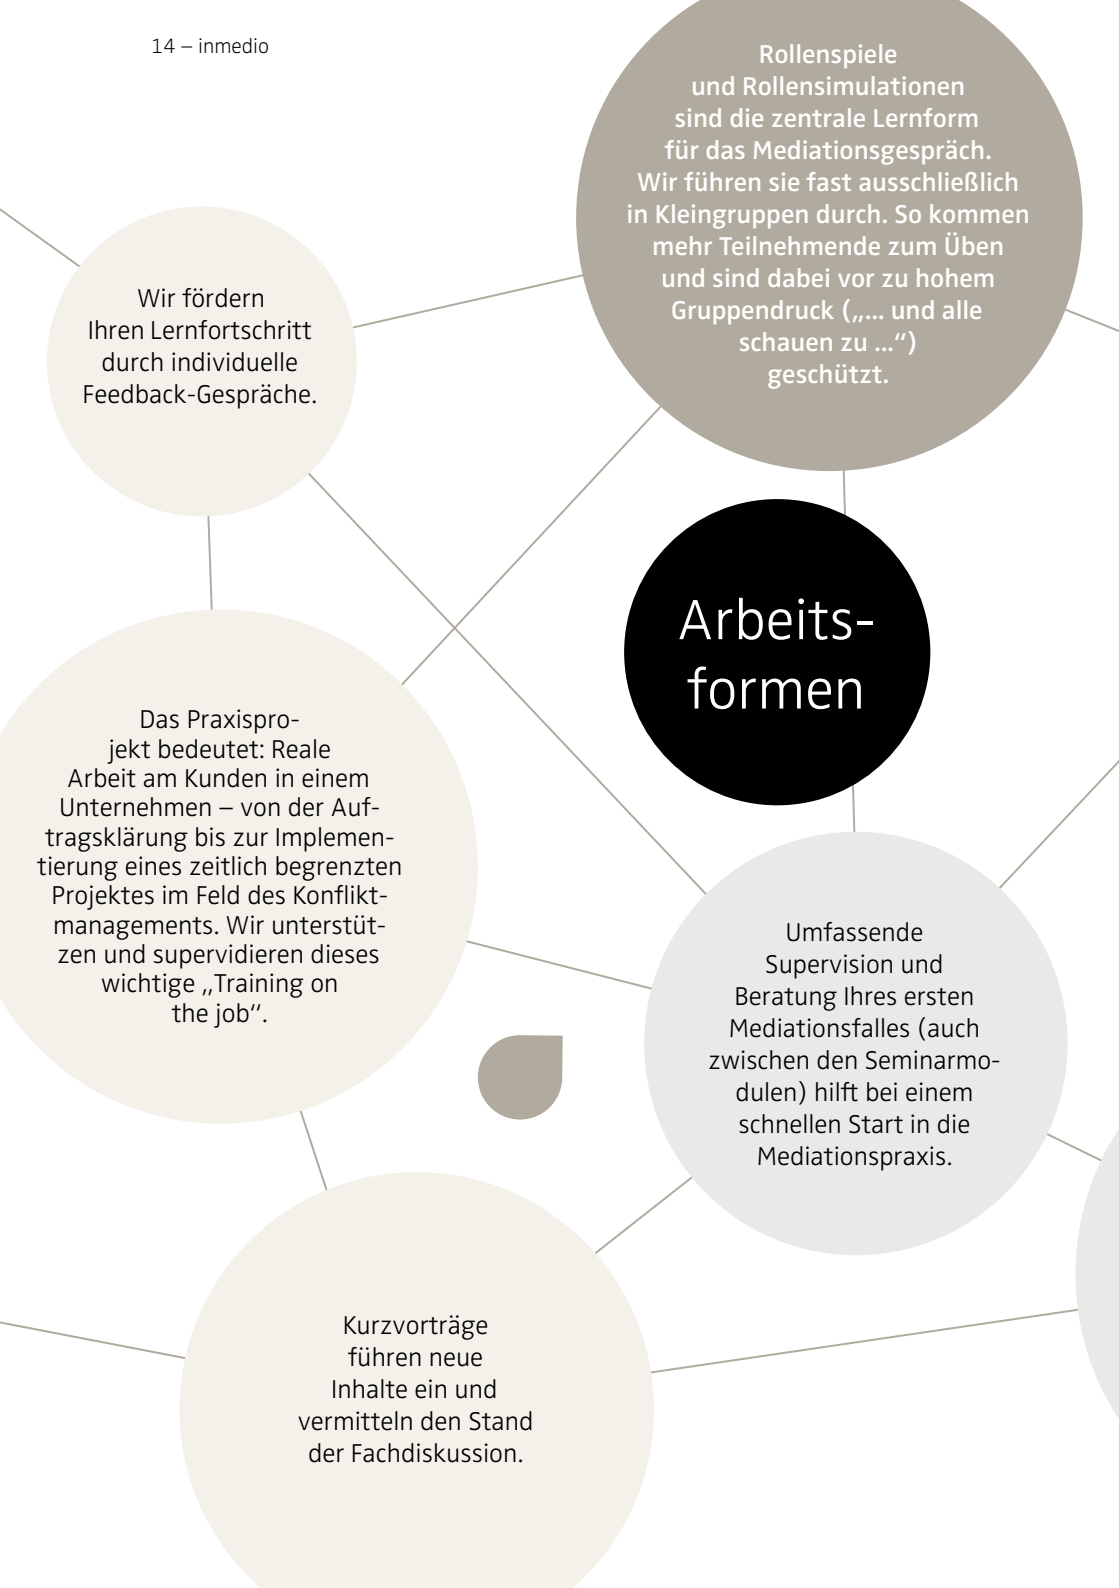 14 – inmedio
Rollenspiele
und Rollensimulationen
sind die zentrale Lernform
für das Mediationsgespräch.
Wir führen sie fast ausschließlich
in Kleingruppen durch. So kommen
mehr Teilnehmende zum Üben
und sind dabei vor zu hohem
Gruppendruck („... und alle
schauen zu ...“)
geschützt.
Wir fördern
Ihren Lernfortschritt
durch individuelle
Feedback-Gespräche.
Arbeits-
formen
Das Praxispro-
jekt bedeutet: Reale
Arbeit am Kunden in einem
Unternehmen – von der Auf-
tragsklärung bis zur Implemen-
tierung eines zeitlich begrenzten
Projektes im Feld des Konflikt-
managements. Wir unterstüt-
zen und supervidieren dieses
wichtige ,,Training on
the job‘‘.
Umfassende
Supervision und
Beratung Ihres ersten
Mediationsfalles (auch
zwischen den Seminarmo-
dulen) hilft bei einem
schnellen Start in die
Mediationspraxis.
Kurzvorträge
führen neue
Inhalte ein und
vermitteln den Stand
der Fachdiskussion.